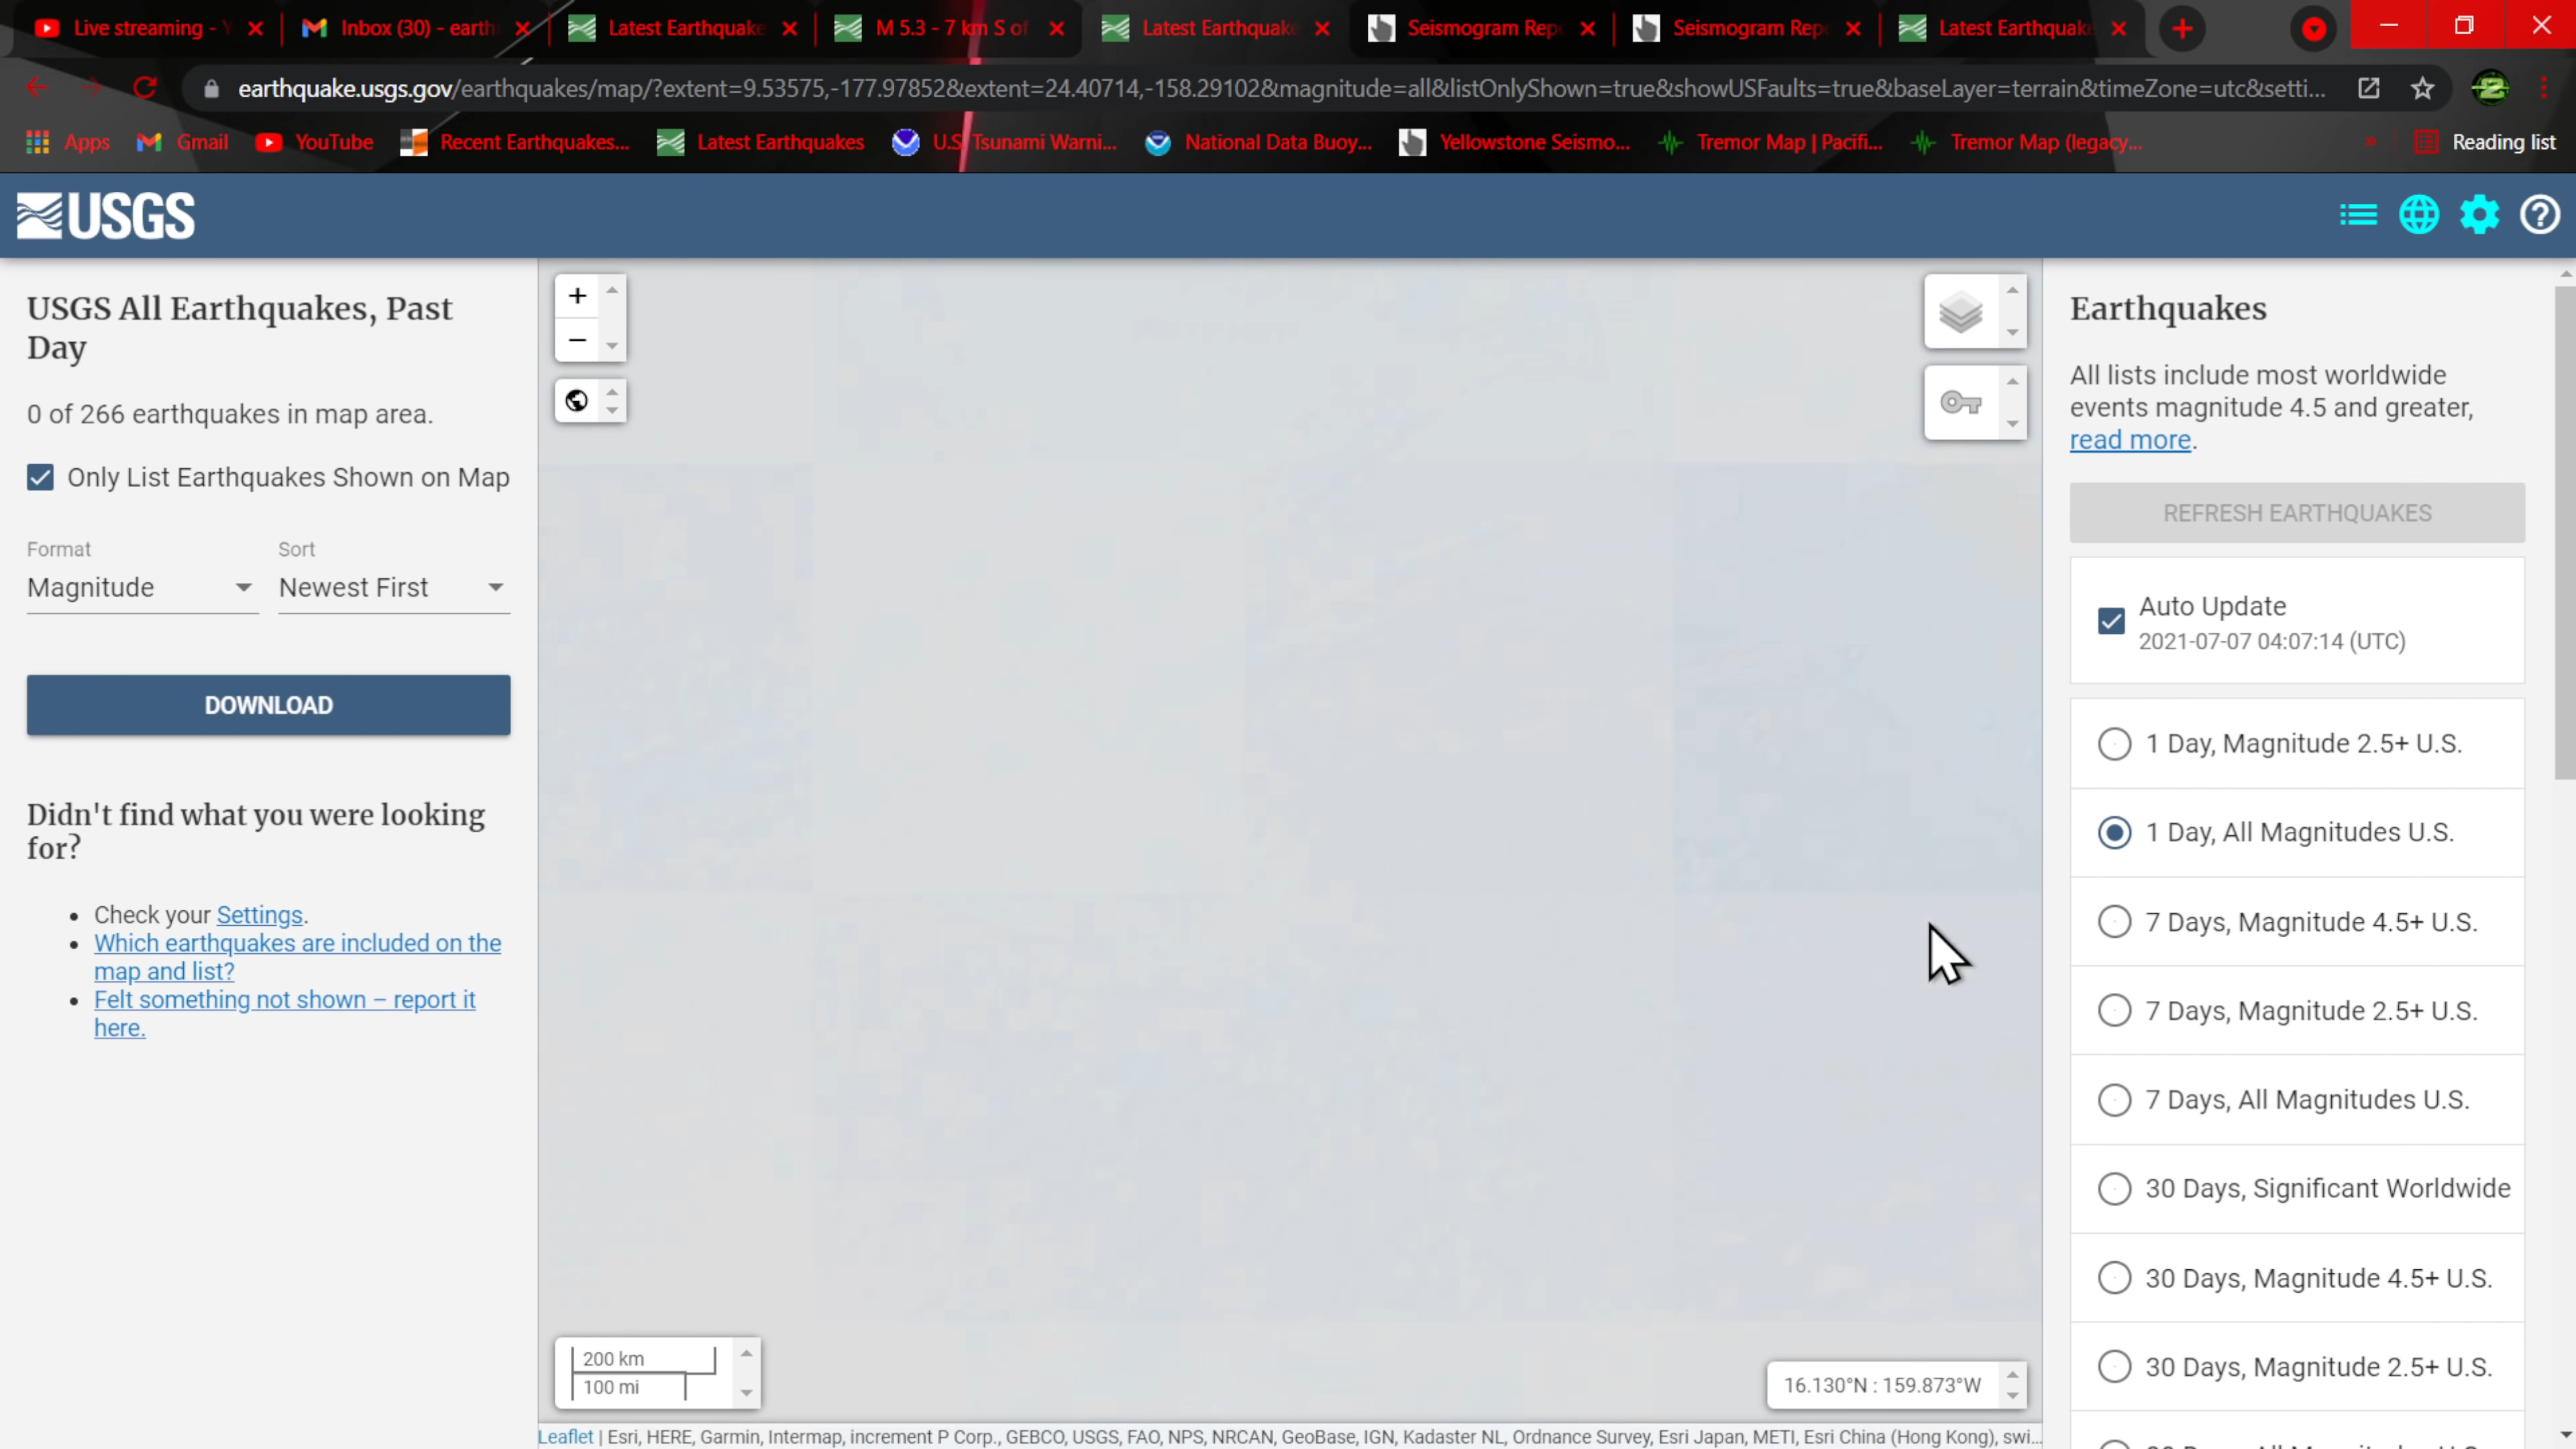 Live streaming - Y
Inbox (30) - earth
Latest Earthquake
M 5.3 - 7 km S of
Latest Earthquake
Seismogram Rep
Seismogram Rep
Latest Earthquake
earthquake.usgs.gov/earthquakes/map/?extent=9.53575,-177.97852&extent=24.40714,-158.29102&magnitude=all&listOnlyShown=true&showUSFaults=true&baseLayer=terrain&timeZone=utc&setti...
Apps
Gmail
YouTube
Recent Earthquakes...
Latest Earthquakes
U.S. Tsunami Warni...
National Data Buoy...
Yellowstone Seismo...
Tremor Map | Pacifi...
Tremor Map (legacy...
Reading list
USGS
USGS All Earthquakes, Past
Day
0 of 266 earthquakes in map area.
Only List Earthquakes Shown on Map
Format
Sort
Magnitude
Newest First
DOWNLOAD
Didn't find what you were looking
for?
• Check your Settings.
• Which earthquakes are included on the
map and list?
• Felt something not shown – report it
here.
+
−
200 km
100 mi
16.130°N : 159.873°W
Leaflet | Esri, HERE, Garmin, Intermap, increment P Corp., GEBCO, USGS, FAO, NPS, NRCAN, GeoBase, IGN, Kadaster NL, Ordnance Survey, Esri Japan, METI, Esri China (Hong Kong), swi...
Earthquakes
All lists include most worldwide
events magnitude 4.5 and greater,
read more.
REFRESH EARTHQUAKES
Auto Update
2021-07-07 04:07:14 (UTC)
1 Day, Magnitude 2.5+ U.S.
1 Day, All Magnitudes U.S.
7 Days, Magnitude 4.5+ U.S.
7 Days, Magnitude 2.5+ U.S.
7 Days, All Magnitudes U.S.
30 Days, Significant Worldwide
30 Days, Magnitude 4.5+ U.S.
30 Days, Magnitude 2.5+ U.S.